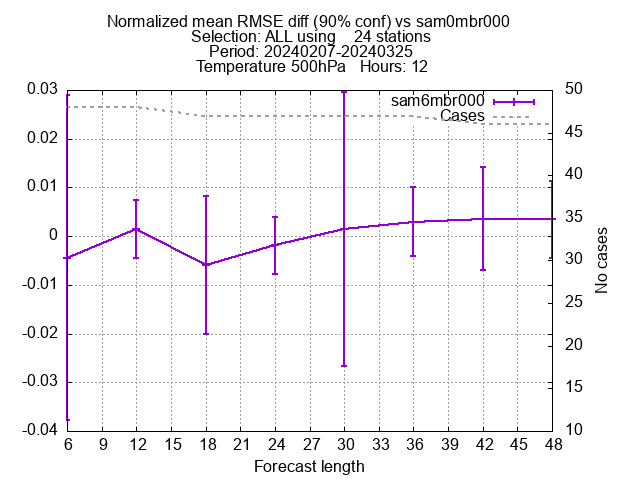 Normalized mean RMSE diff (90% conf) vs sam0mbr000
Selection: ALL using    24 stations
Period: 20240207-20240325
Temperature 500hPa   Hours: 12
sam6mbr000
Cases
0.03
0.02
0.01
0
-0.01
-0.02
-0.03
-0.04
50
45
40
35
30
25
20
15
10
No cases
6 9 12 15 18 21 24 27 30 33 36 39 42 45 48
Forecast length